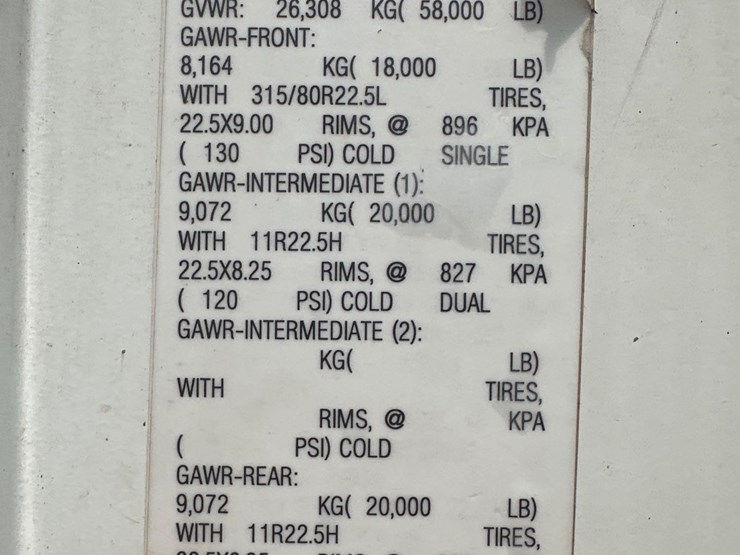 GVWR: 26,308 KG( 58,000 LB)
GAWR-FRONT:
8,164 KG( 18,000 LB)
WITH 315/80R22.5L TIRES,
22.5X9.00 RIMS, @ 896 KPA
( 130 PSI) COLD SINGLE
GAWR-INTERMEDIATE (1):
9,072 KG( 20,000 LB)
WITH 11R22.5H TIRES,
22.5X8.25 RIMS, @ 827 KPA
( 120 PSI) COLD DUAL
GAWR-INTERMEDIATE (2):
KG( LB)
WITH TIRES,
RIMS, @ KPA
( PSI) COLD
GAWR-REAR:
9,072 KG( 20,000 LB)
WITH 11R22.5H TIRES,